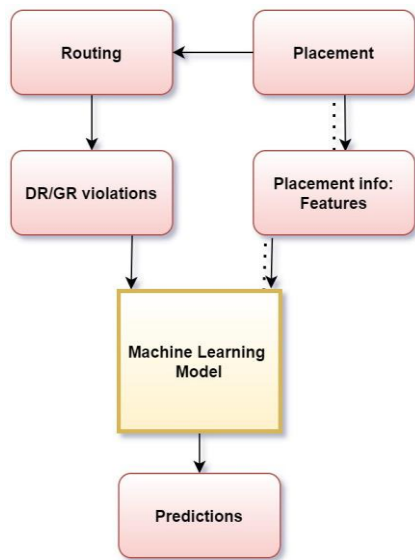 Routing
Placement
DR/GR violations
Placement info:
Features
Machine Learning
Model
Predictions